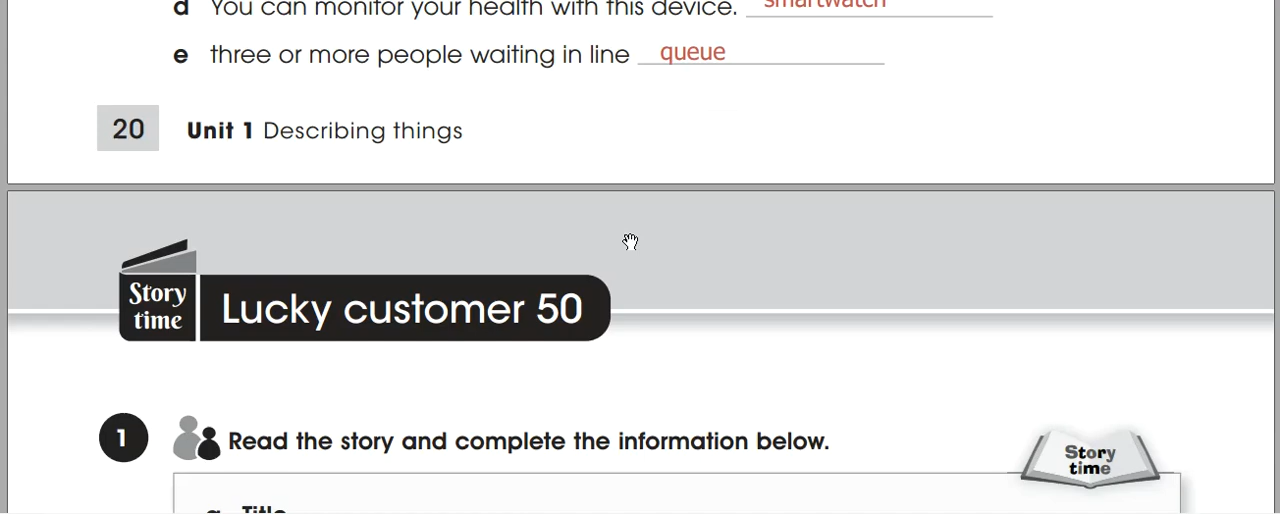 d You can monitor your health with this device. smartwatch
e three or more people waiting in line queue
20 Unit 1 Describing things
Story time Lucky customer 50
1 Read the story and complete the information below.
Story time
a Title